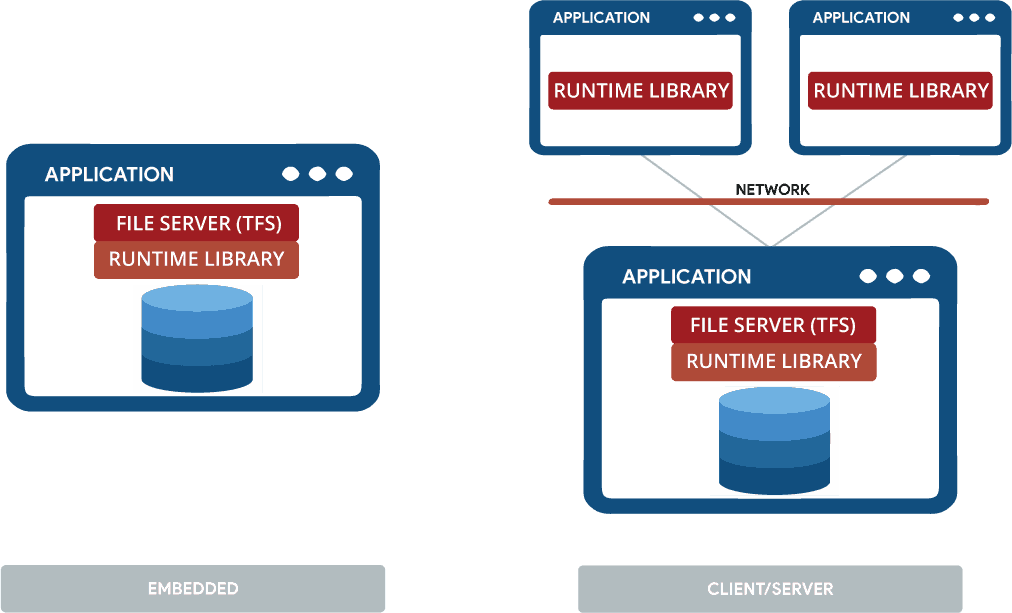 APPLICATION
FILE SERVER (TFS)
RUNTIME LIBRARY
EMBEDDED
APPLICATION
RUNTIME LIBRARY
APPLICATION
RUNTIME LIBRARY
NETWORK
APPLICATION
FILE SERVER (TFS)
RUNTIME LIBRARY
CLIENT/SERVER